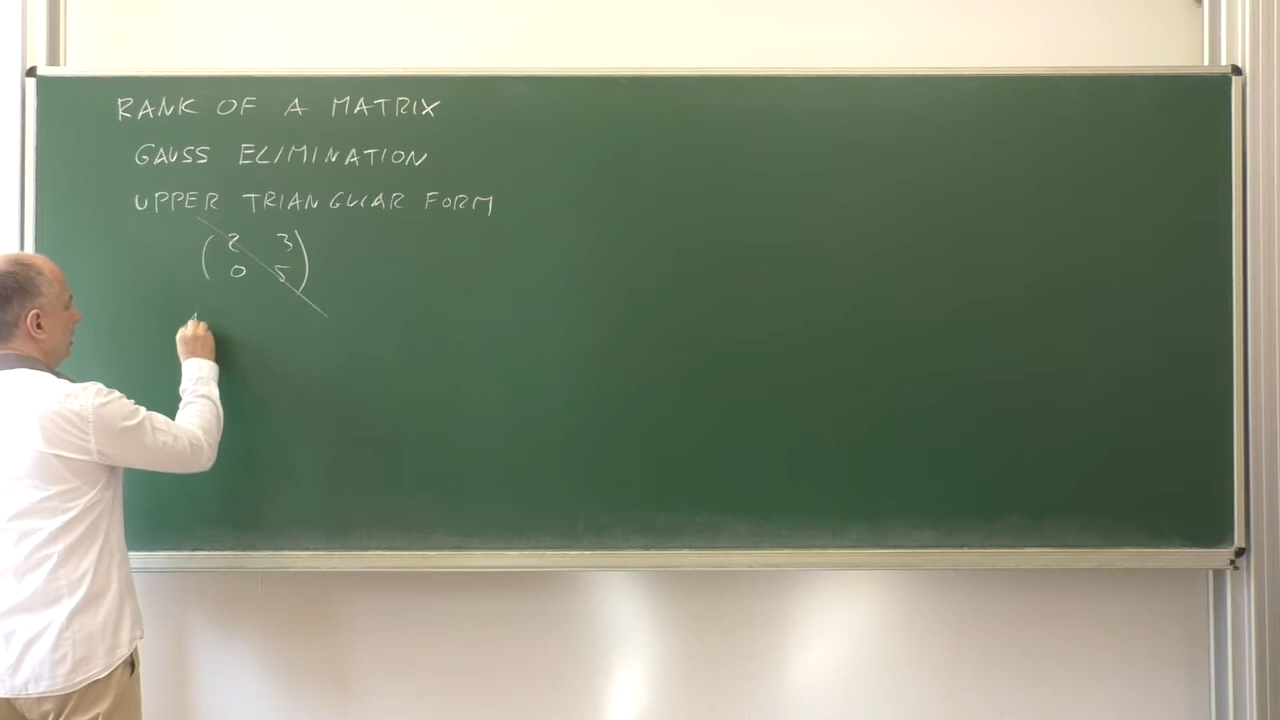 RANK OF A MATRIX
GAUSS ELIMINATION
UPPER TRIANGULAR FORM
2 3
0 5